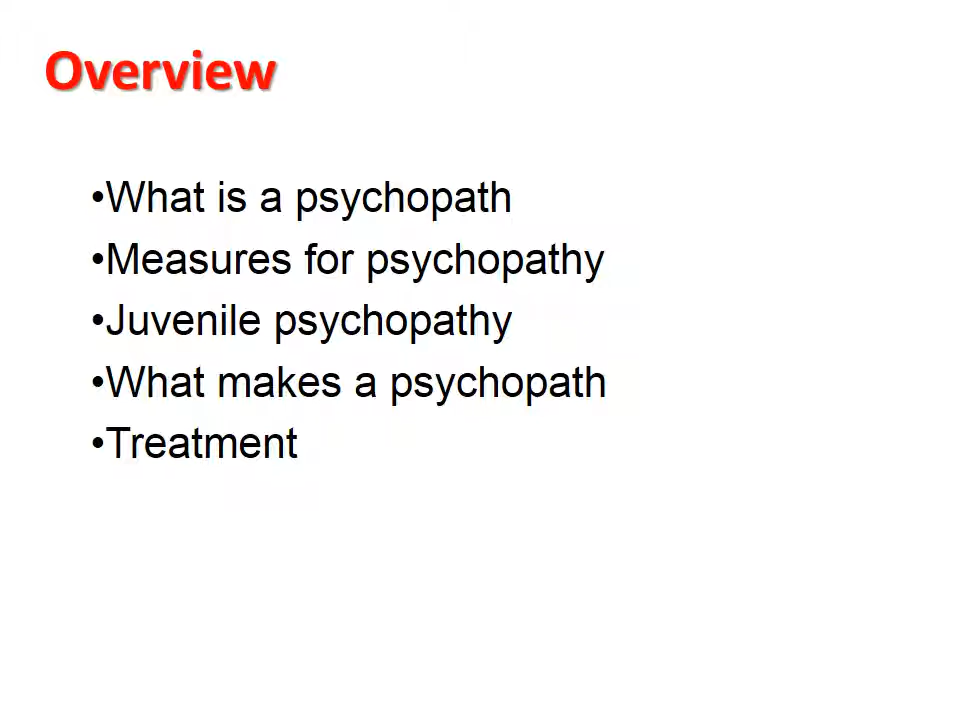 Overview
•What is a psychopath
•Measures for psychopathy
•Juvenile psychopathy
•What makes a psychopath
•Treatment